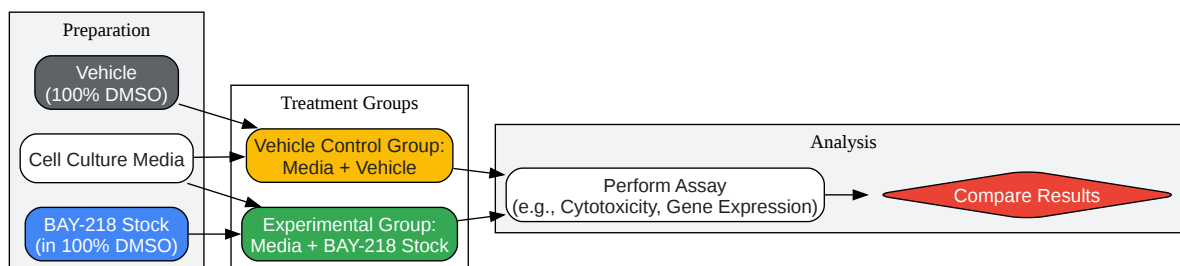 Preparation
Vehicle
(100% DMSO)
Cell Culture Media
BAY-218 Stock
(in 100% DMSO)
Treatment Groups
Vehicle Control Group:
Media + Vehicle
Experimental Group:
Media + BAY-218 Stock
Analysis
Perform Assay
(e.g., Cytotoxicity, Gene Expression)
Compare Results